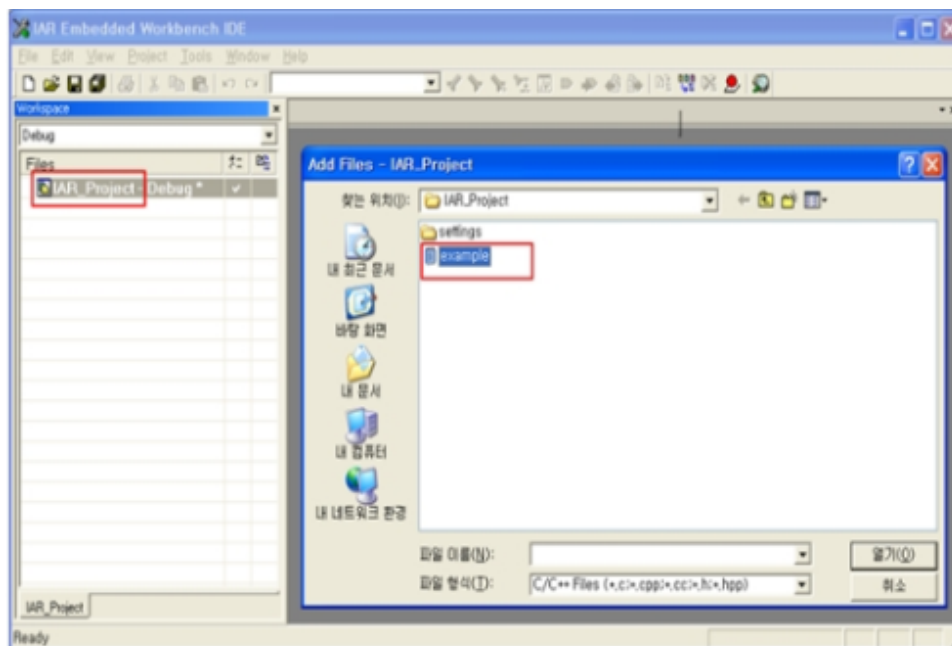 IAR Embedded Workbench IDE
File Edit View Project Tools Window Help
Workspace
Debug
Files
IAR_Project - Debug *
IAR_Project
Add Files - IAR_Project
찾는 위치(I):
IAR_Project
settings
example
내 최근 문서
바탕 화면
내 문서
내 컴퓨터
내 네트워크 환경
파일 이름(N):
열기(O)
파일 형식(T):
C/C++ Files (*.c;*.cpp;*.cc;*.h;*.hpp)
취소
Ready